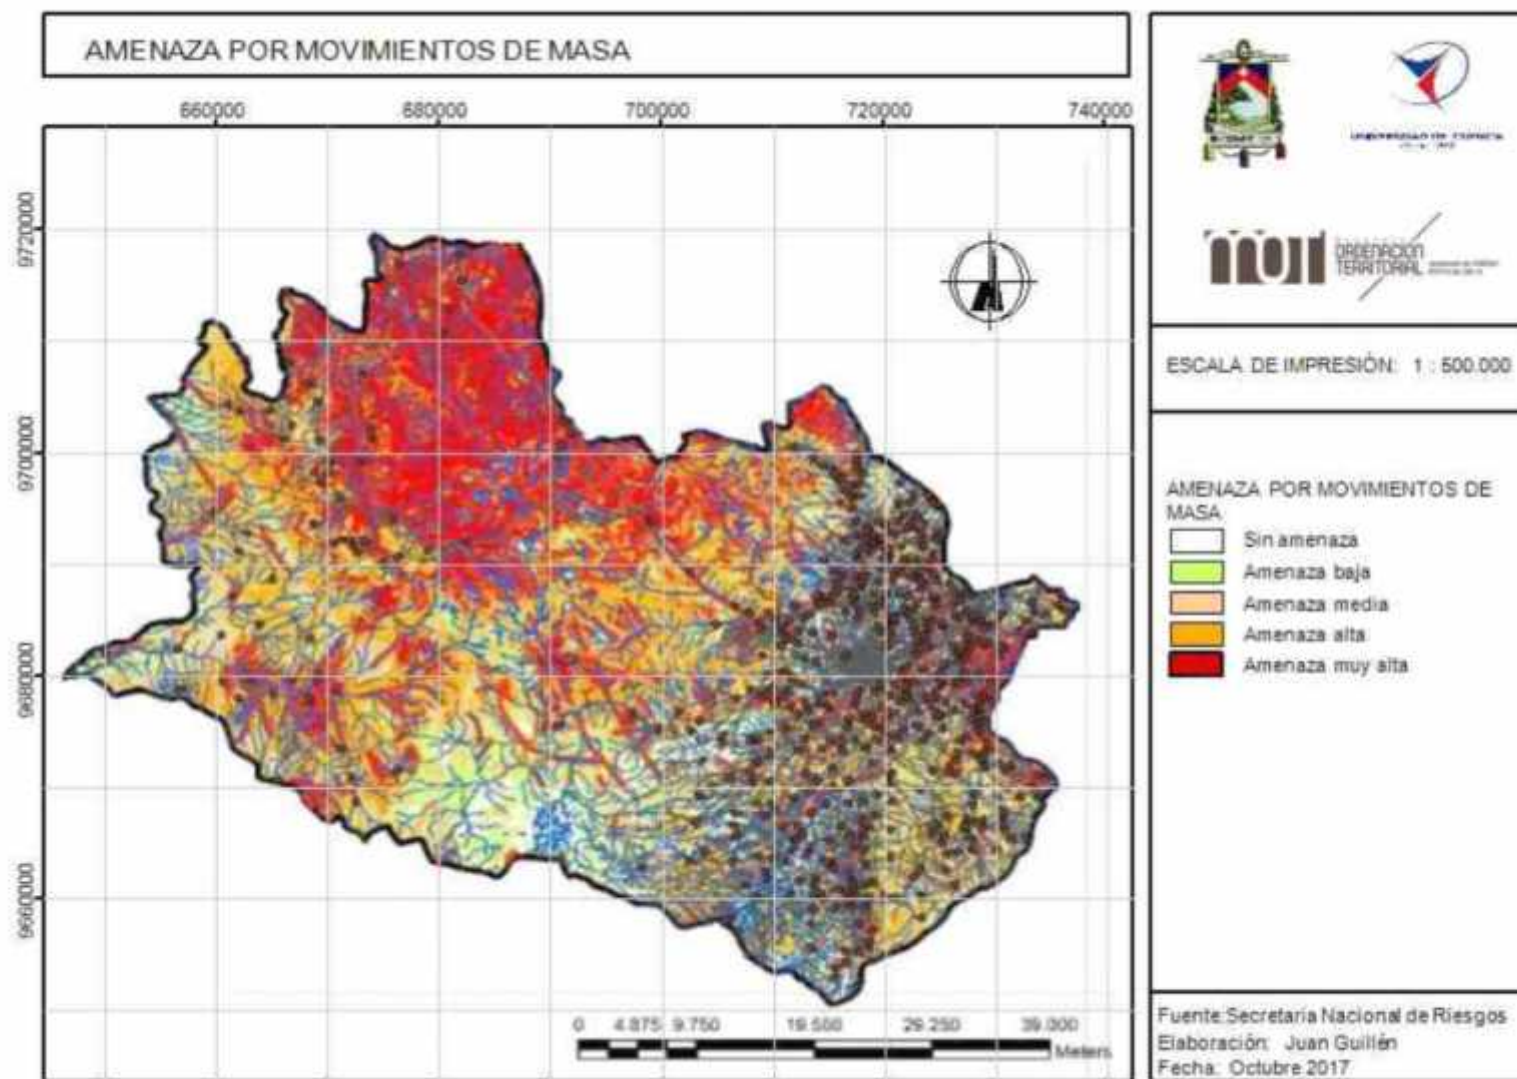 AMENAZA POR MOVIMIENTOS DE MASA
660000 680000 700000 720000 740000
9720000
9700000
9680000
9660000
0 4.875 9.750 19.500 29.250 39.000
Meters
UNIVERSIDAD DE CUENCA
ORDENACION
TERRITORIAL
ESCALA DE IMPRESIÓN: 1 : 500.000
AMENAZA POR MOVIMIENTOS DE
MASA
Sin amenaza
Amenaza baja
Amenaza media
Amenaza alta
Amenaza muy alta
Fuente:Secretaria Nacional de Riesgos
Elaboración: Juan Guillén
Fecha: Octubre 2017